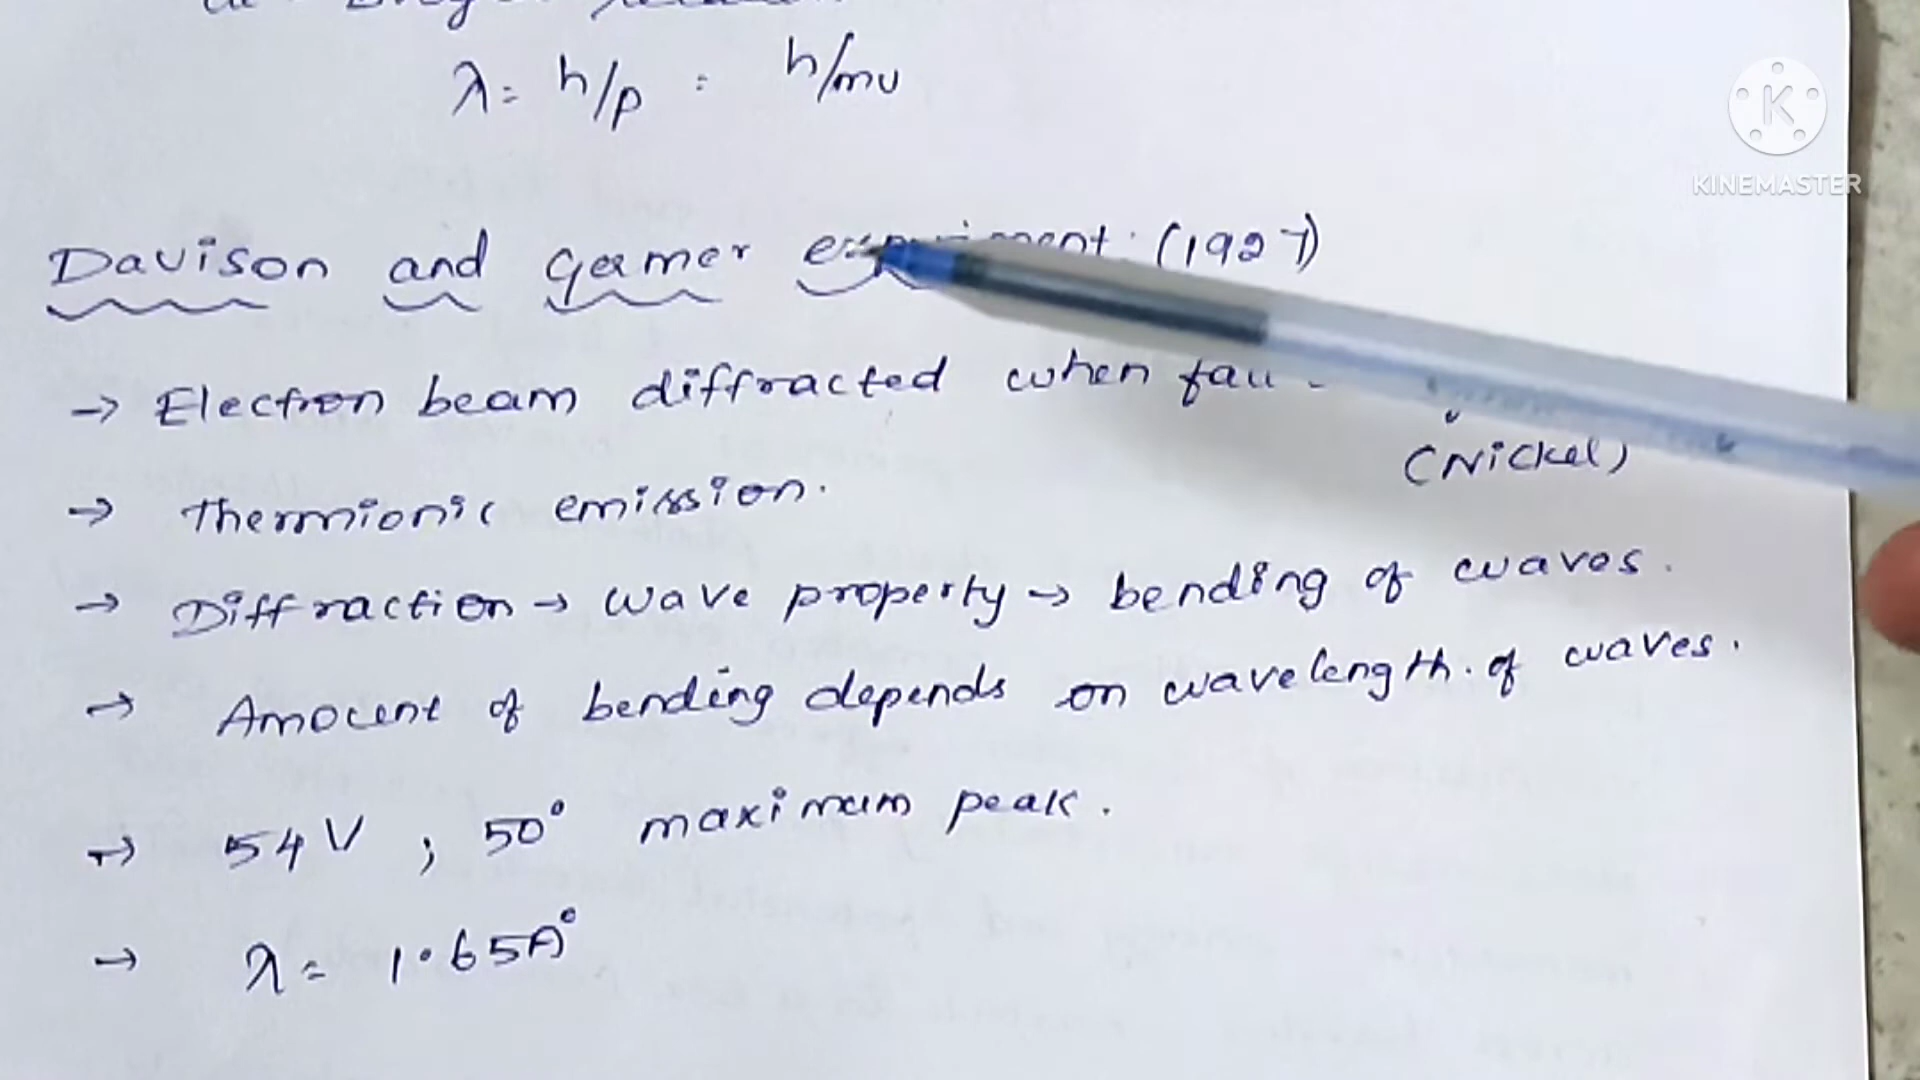 λ = h/p = h/mv
K
KINEMASTER
Davison and Germer experiment: (1927)
→ Electron beam diffracted when fall
(Nickel)
→ Thermionic emission.
→ Diffraction → wave property → bending of waves.
→ Amount of bending depends on wavelength. of waves.
→ 54V ; 50° maximum peak.
→ λ = 1.65A°